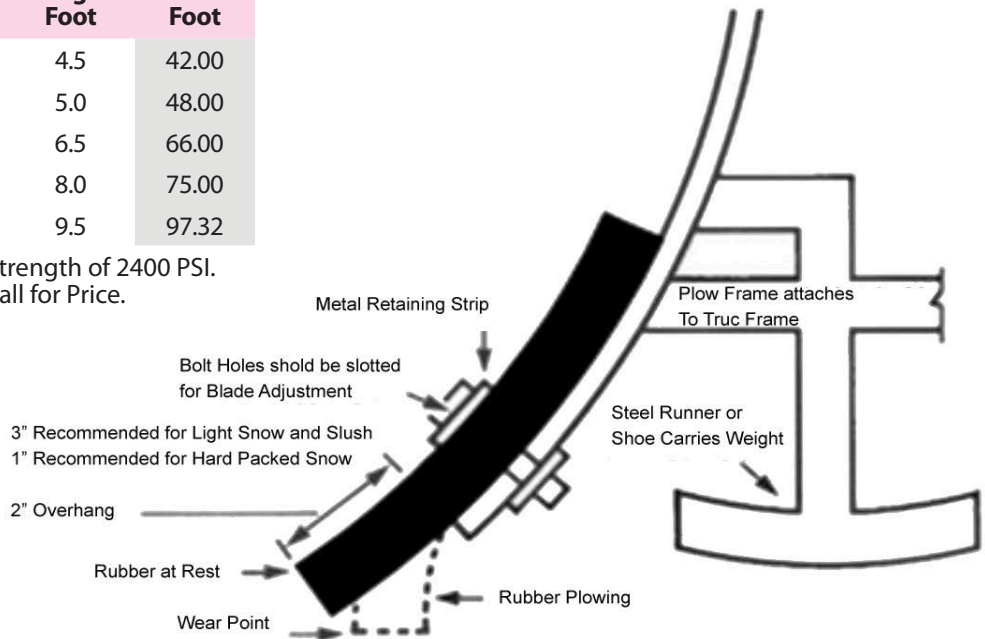 Foot Foot
4.5 42.00
5.0 48.00
6.5 66.00
8.0 75.00
9.5 97.32
trength of 2400 PSI.
all for Price.
Metal Retaining Strip
Bolt Holes shold be slotted
for Blade Adjustment
3” Recommended for Light Snow and Slush
1” Recommended for Hard Packed Snow
2” Overhang
Rubber at Rest
Wear Point
Rubber Plowing
Plow Frame attaches
To Truc Frame
Steel Runner or
Shoe Carries Weight